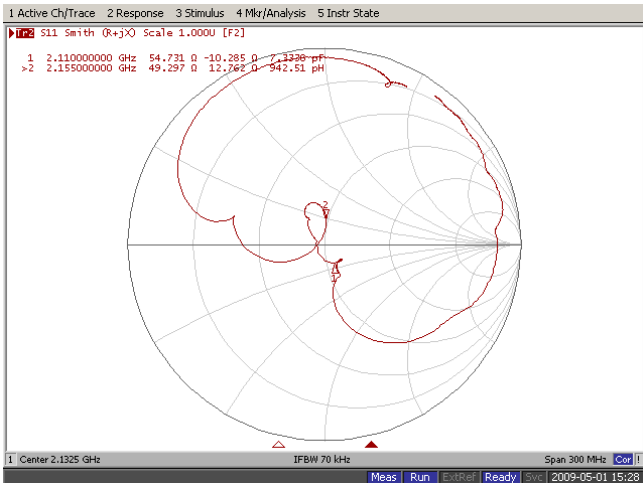 1 Active Ch/Trace 2 Response 3 Stimulus 4 Mkr/Analysis 5 Instr State
Tr2 S11 Smith (R+jX) Scale 1.000U [F2]
1 2.110000000 GHz 54.731 Ω -10.285 Ω 7.3336 pF
>2 2.155000000 GHz 49.297 Ω 12.762 Ω 942.51 pH
2
1
1 Center 2.1325 GHz IFBW 70 kHz Span 300 MHz Cor !
Meas Run ExtRef Ready Svc 2009-05-01 15:28